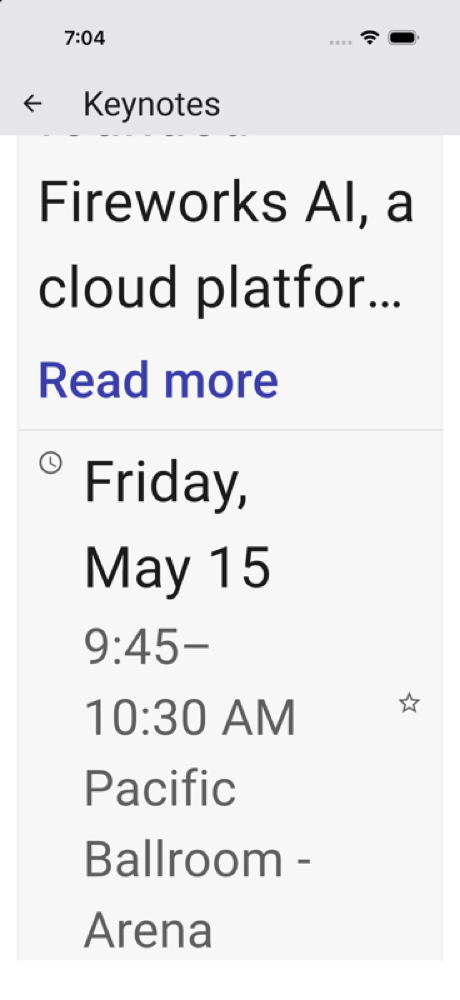 7:04
Keynotes
Fireworks AI, a
cloud platfor...
Read more
Friday,
May 15
9:45–
10:30 AM
Pacific
Ballroom -
Arena